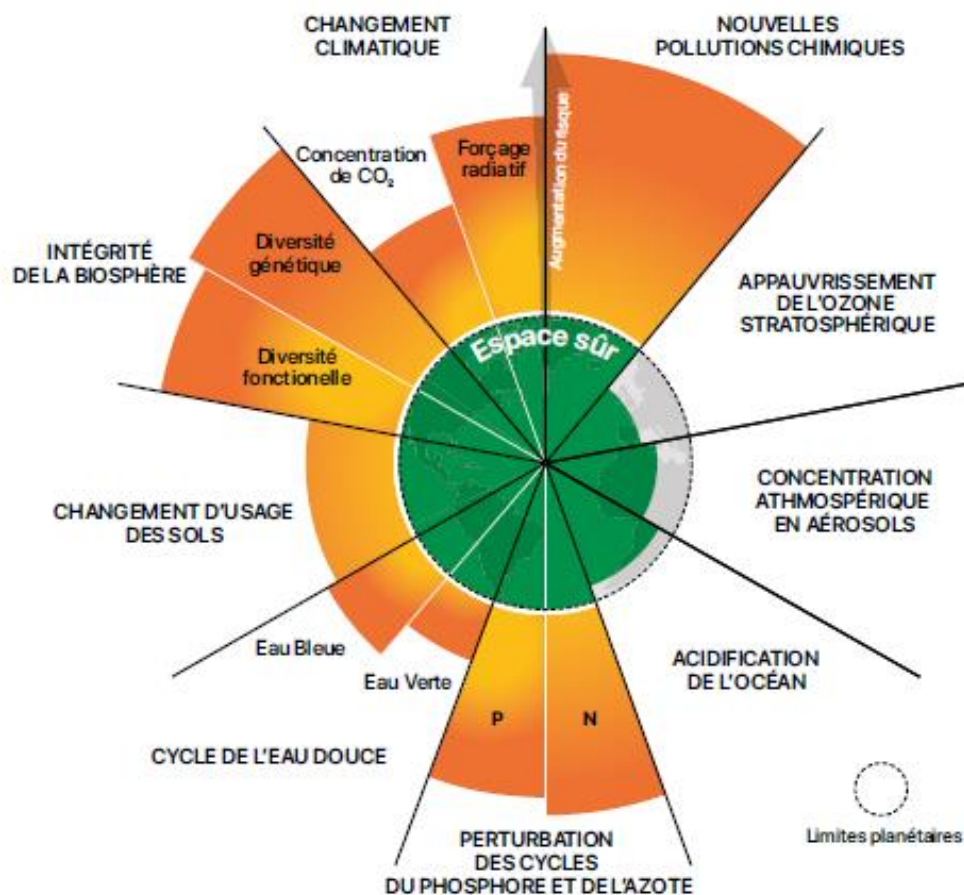 CHANGEMENT
CLIMATIQUE
NOUVELLES
POLLUTIONS CHIMIQUES
Concentration
de CO₂
Forçage
radiatif
Augmentation du risque
INTÉGRITÉ
DE LA BIOSPHÈRE
Diversité
génétique
Diversité
fonctionelle
APPAUVRISSEMENT
DE L'OZONE
STRATOSPHÉRIQUE
Espace sûr
CHANGEMENT D'USAGE
DES SOLS
CONCENTRATION
ATHMOSPÉRIQUE
EN AÉROSOLS
Eau Bleue
Eau Verte
ACIDIFICATION
DE L'OCÉAN
P
N
CYCLE DE L'EAU DOUCE
PERTURBATION
DES CYCLES
DU PHOSPHORE ET DE L'AZOTE
Limites planétaires